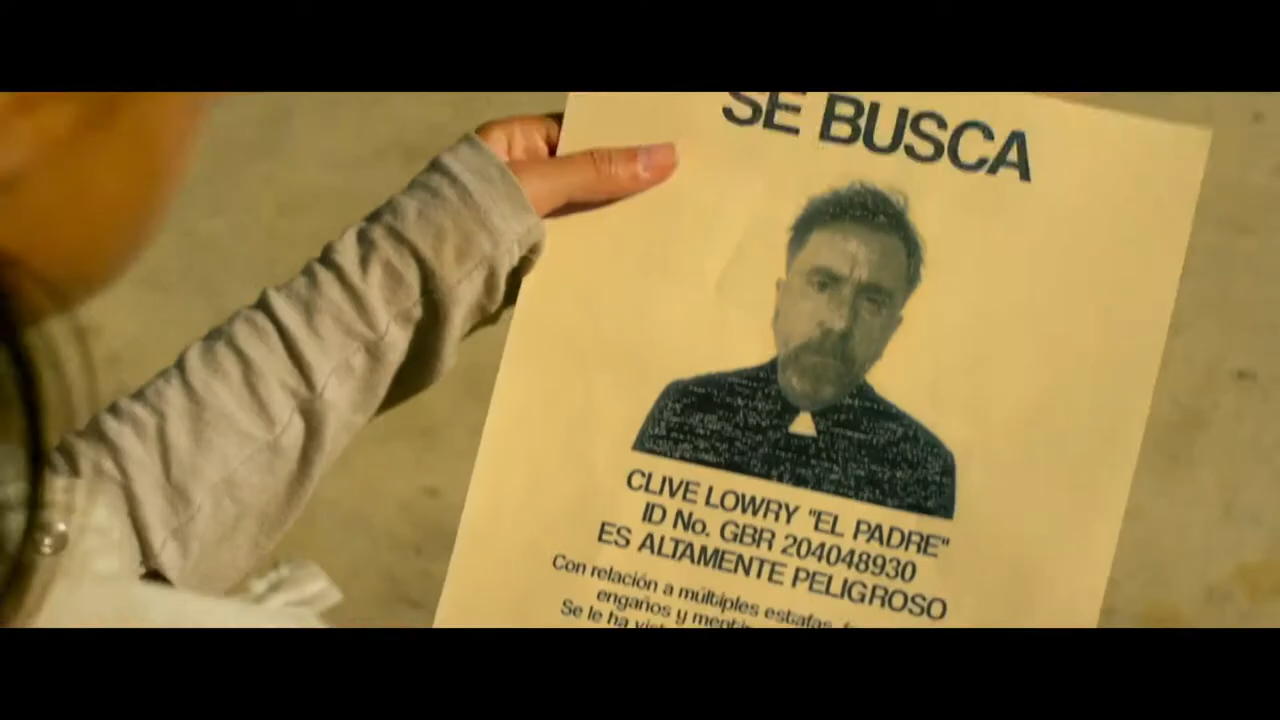 SE BUSCA
CLIVE LOWRY "EL PADRE"
ID No. GBR 204048930
ES ALTAMENTE PELIGROSO
Con relación a múltiples estafas,
engaños y
Se le ha